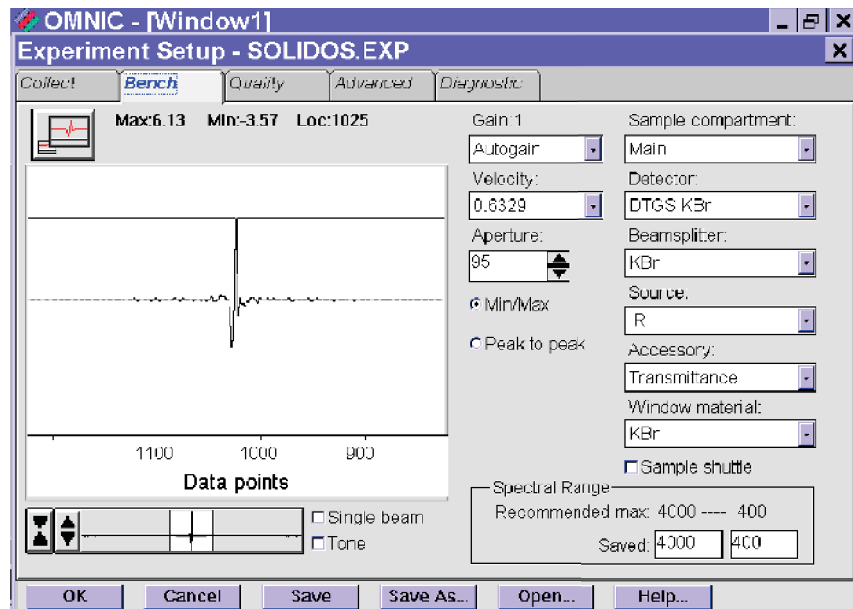 OMNIC - [Window1]
Experiment Setup - SOLIDOS.EXP
Collect Bench Quality Advanced Diagnostic
Max:6.13 Min:-3.57 Loc:1025
1100 1000 900
Data points
Single beam
Tone
Gain:1
Autogain
Velocity:
0.6329
Aperture:
95
Min/Max
Peak to peak
Sample compartment:
Main
Detector:
DTGS KBr
Beamsplitter:
KBr
Source:
R
Accessory:
Transmittance
Window material:
KBr
Sample shuttle
Spectral Range
Recommended max: 4000 ---- 400
Saved: 4000 400
OK Cancel Save Save As... Open... Help...